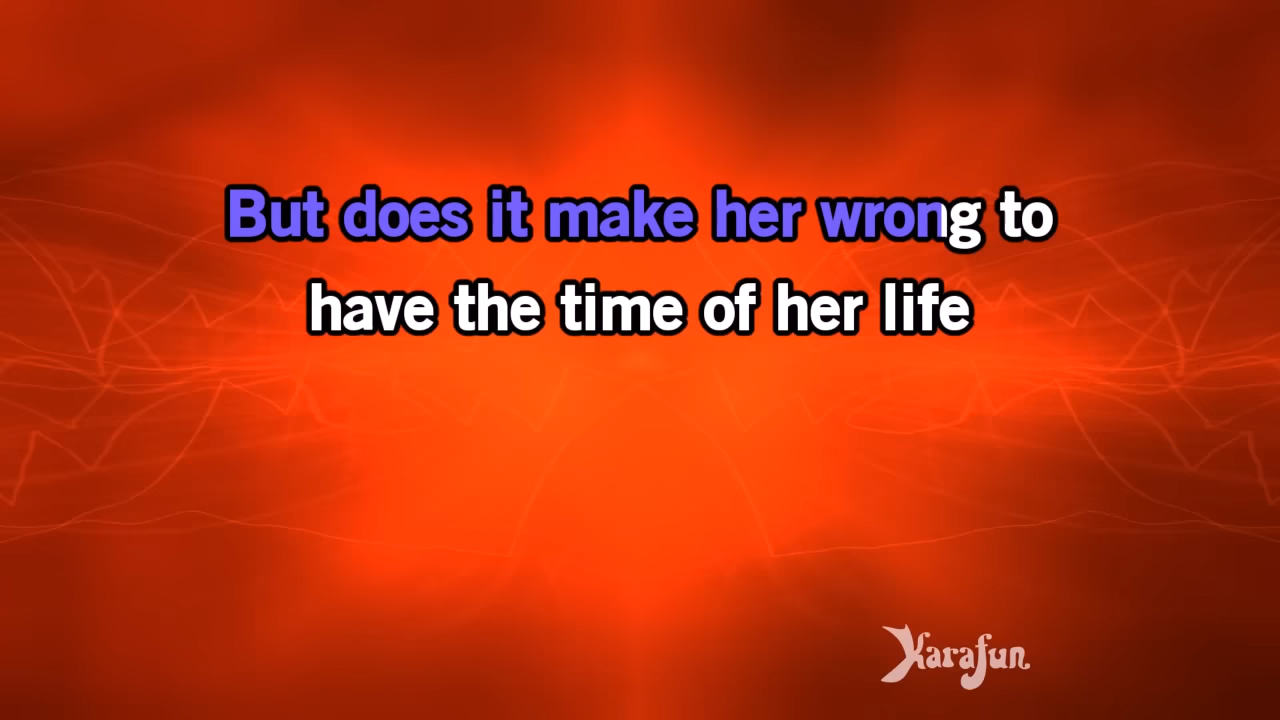 But does it make her wrong to
have the time of her life
Karafun